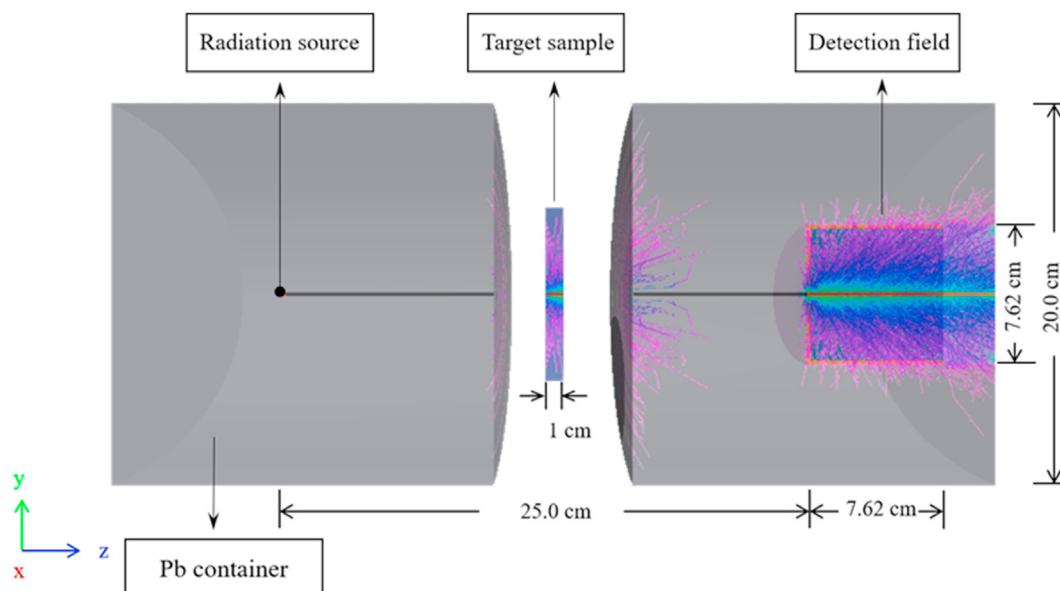 Radiation source
Target sample
Detection field
7.62 cm
20.0 cm
1 cm
25.0 cm
7.62 cm
y
z
x
Pb container